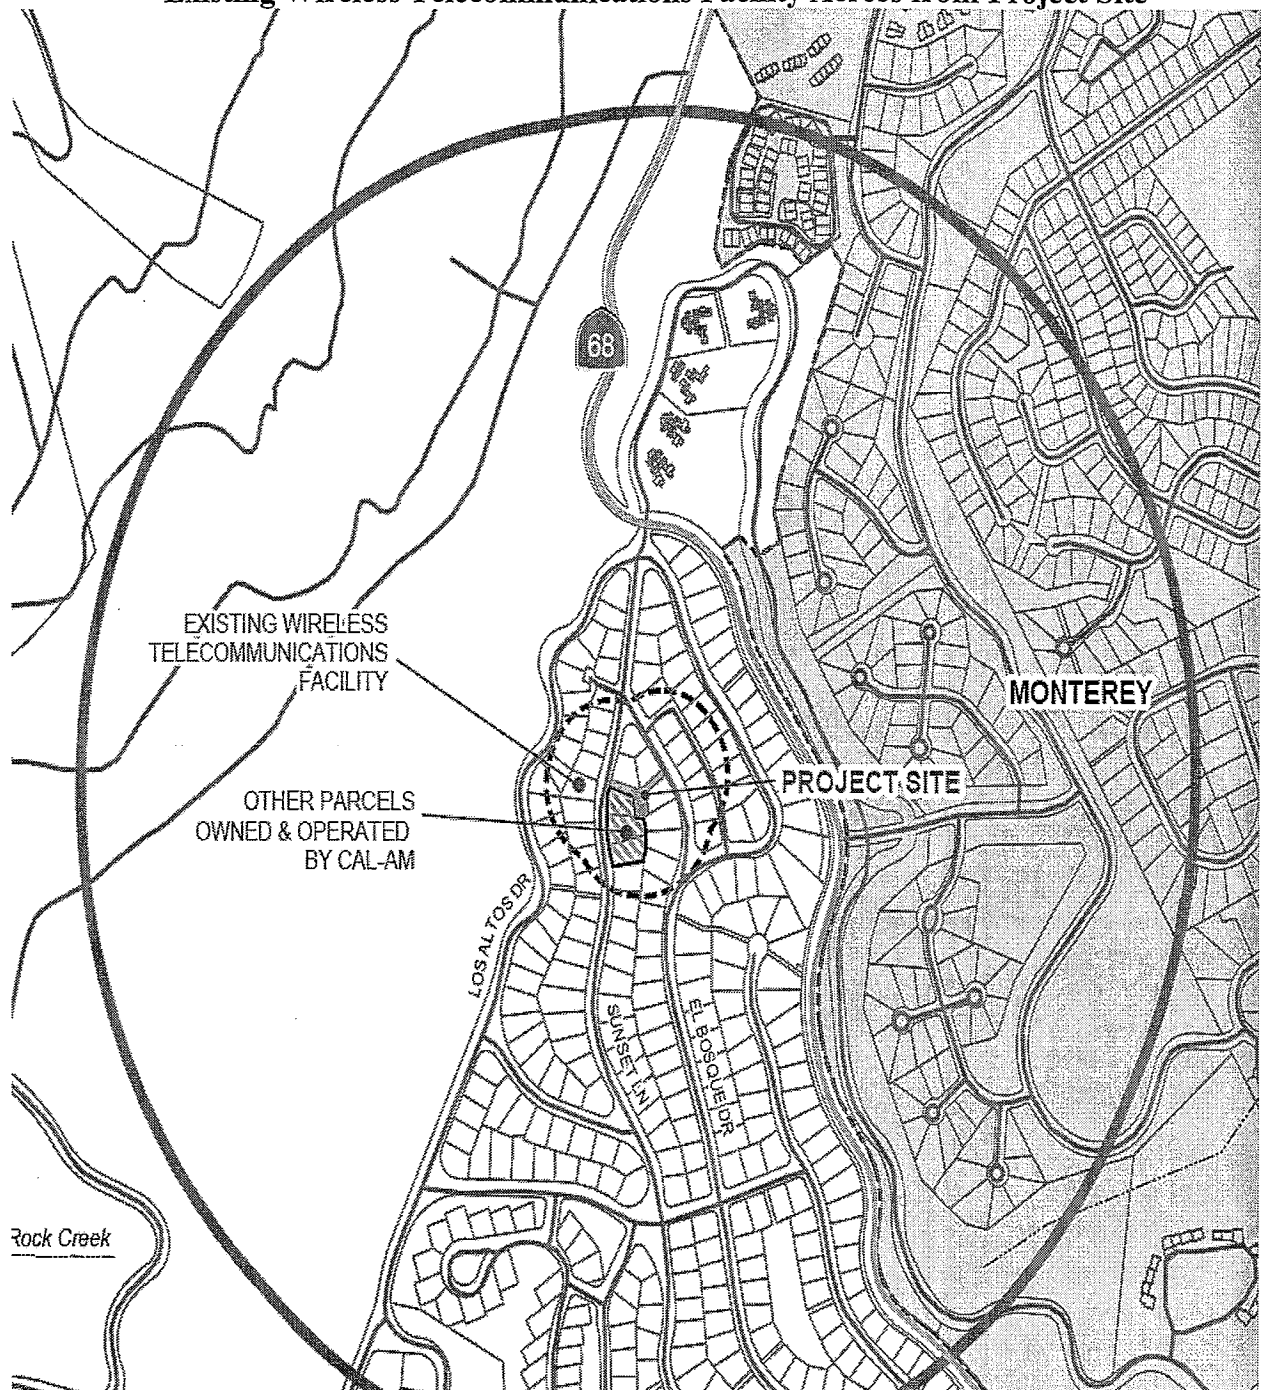 Existing Wireless Telecommunications Facility Across from Project Site
68
EXISTING WIRELESS
TELECOMMUNICATIONS
FACILITY
MONTEREY
PROJECT SITE
OTHER PARCELS
OWNED & OPERATED
BY CAL-AM
LOS ALTOS DR
SUNSET LN
EL BOSQUE DR
Rock Creek